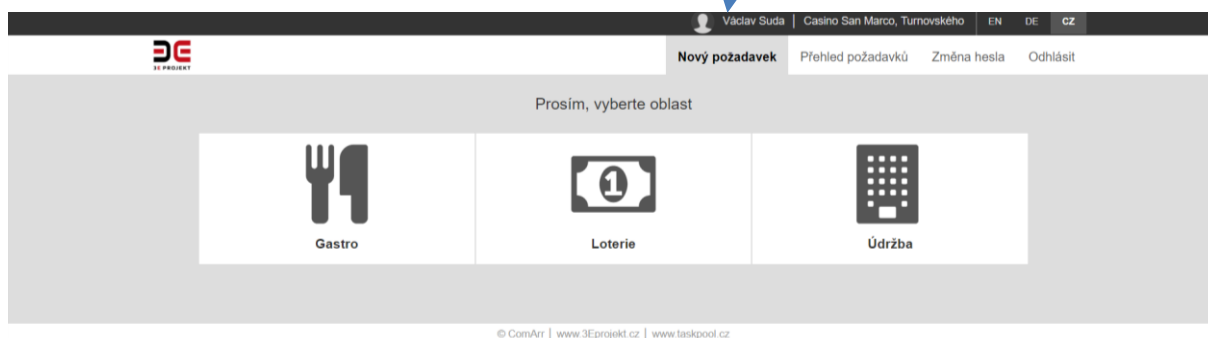 Václav Suda | Casino San Marco, Turnovského EN DE CZ
3E PROJEKT
Nový požadavek Přehled požadavků Změna hesla Odhlásit
Prosím, vyberte oblast
1
Gastro Loterie Údržba
© ComArr | www.3Eprojekt.cz | www.taskpool.cz